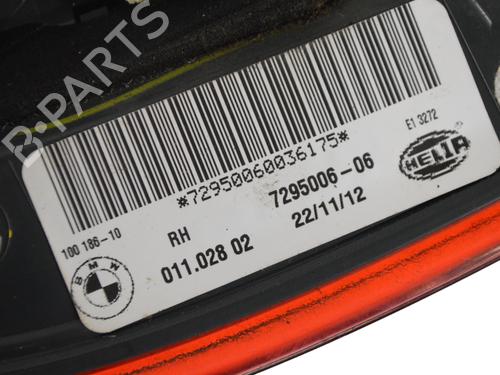 B-PARTS
E1 3272
*72950060036175*
HELLA
7295006-06
22/11/12
100 186-10
RH
011.028 02
BMW